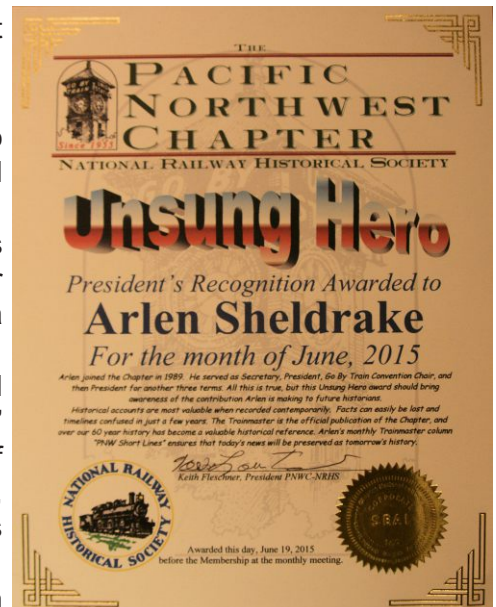 THE
PACIFIC
NORTHWEST
CHAPTER
Since 1955
NATIONAL RAILWAY HISTORICAL SOCIETY
Unsung Hero
President's Recognition Awarded to
Arlen Sheldrake
For the month of June, 2015
Arlen joined the Chapter in 1989. He served as Secretary, President, Go By Train Convention Chair, and
then President for another three terms. All this is true, but this Unsung Hero award should bring
awareness of the contribution Arlen is making to future historians.
Historical accounts are most valuable when recorded contemporarily. Facts can be easily lost and
timelines confused in just a few years. The Trainmaster is the official publication of the Chapter, and
over our 60 year history has become a valuable historical reference. Arlen's monthly Trainmaster column
"PNW Short Lines" ensures that today's news will be preserved as tomorrow's history.
Keith Fleschner, President PNWC-NRHS
NATIONAL RAILWAY
HISTORICAL SOCIETY
SEAL
Awarded this day, June 19, 2015
before the Membership at the monthly meeting.